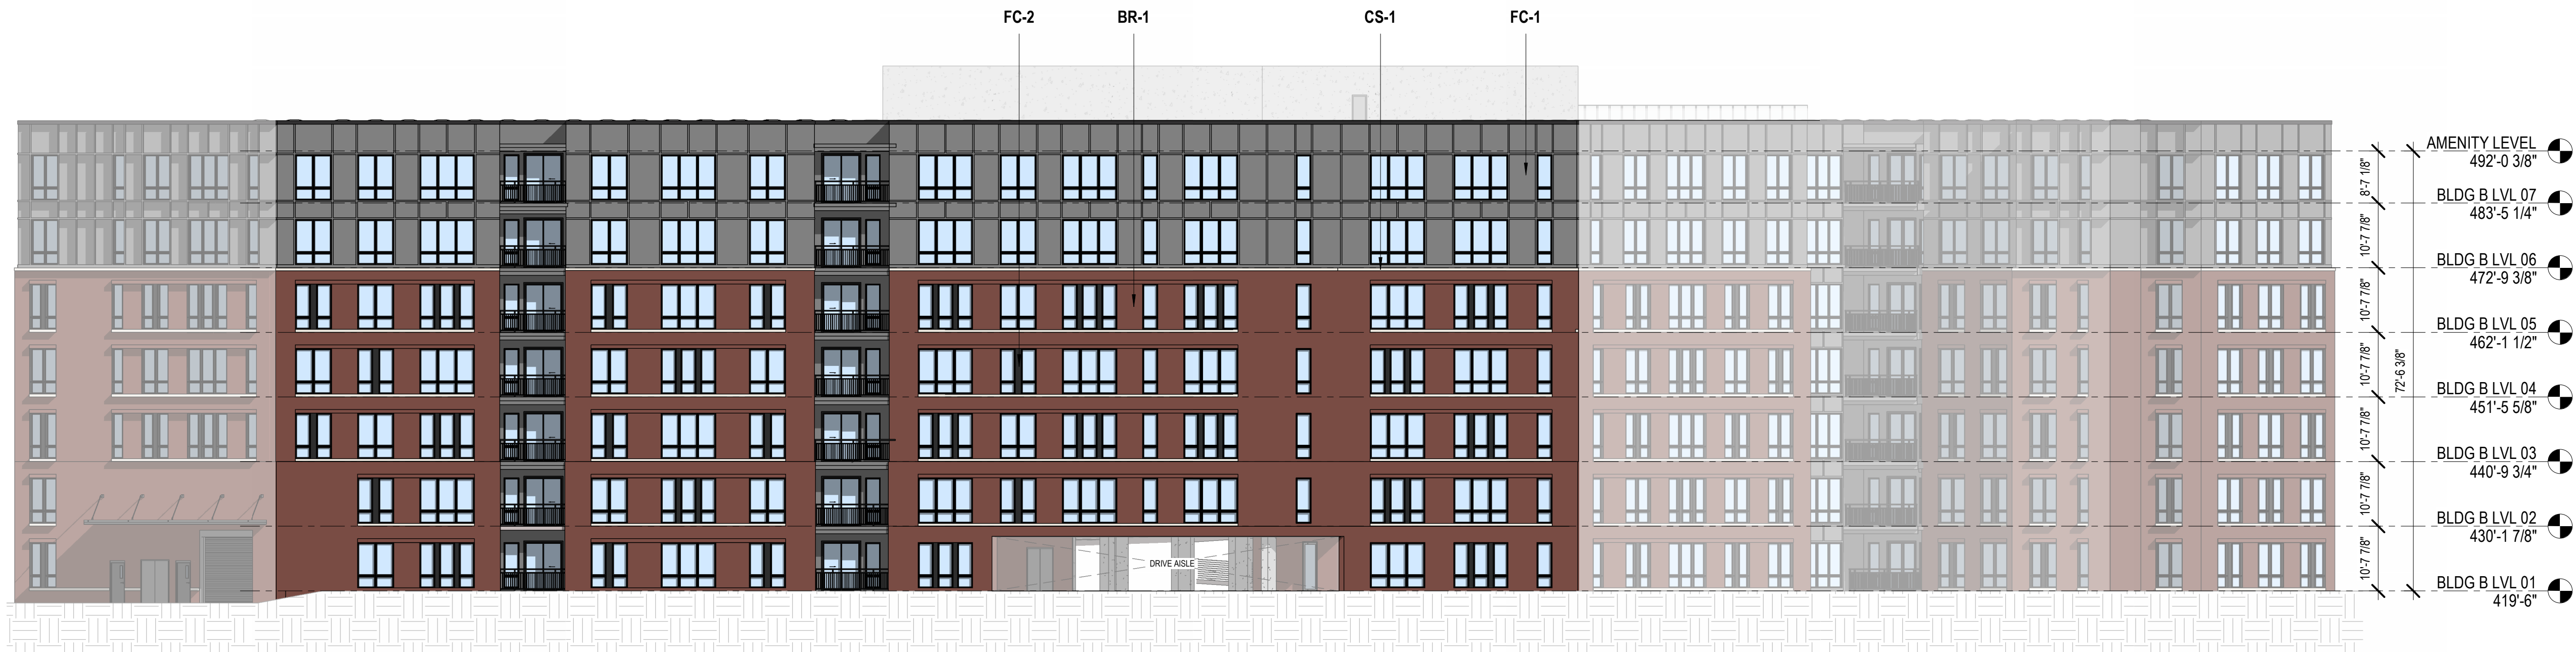 FC-2
BR-1
CS-1
FC-1
AMENITY LEVEL
492'-0 3/8"
8'-7 1/8"
BLDG B LVL 07
483'-5 1/4"
10'-7 7/8"
BLDG B LVL 06
472'-9 3/8"
10'-7 7/8"
BLDG B LVL 05
462'-1 1/2"
10'-7 7/8"
72'-6 3/8"
BLDG B LVL 04
451'-5 5/8"
10'-7 7/8"
BLDG B LVL 03
440'-9 3/4"
10'-7 7/8"
BLDG B LVL 02
430'-1 7/8"
10'-7 7/8"
DRIVE AISLE
BLDG B LVL 01
419'-6"